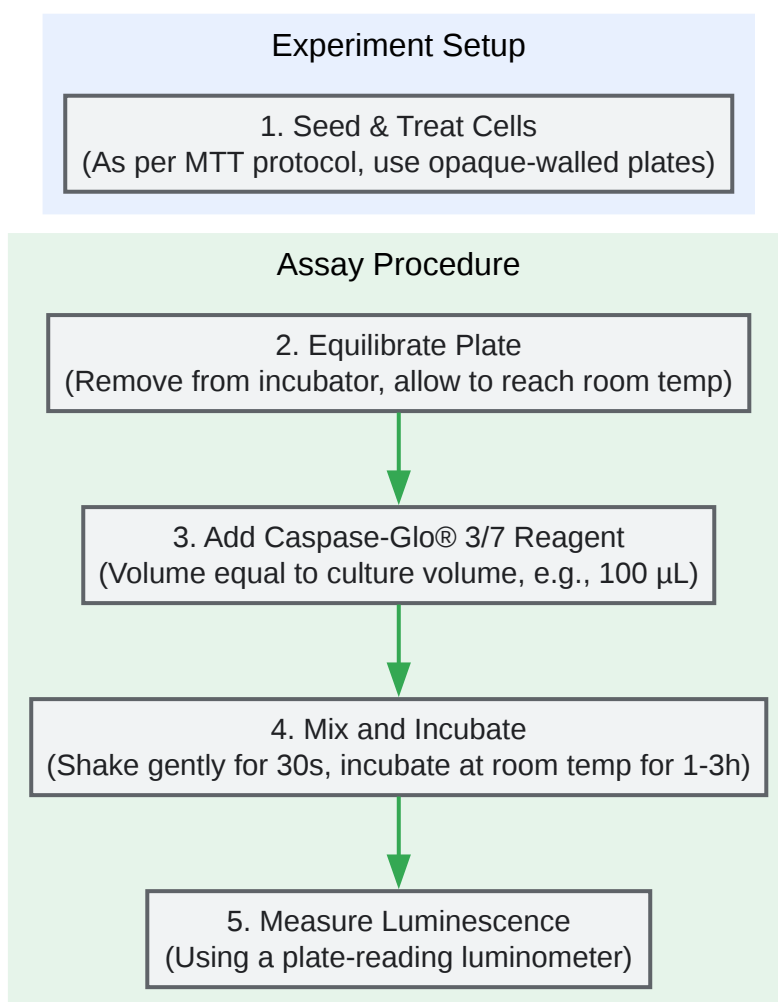 Experiment Setup
1. Seed & Treat Cells
(As per MTT protocol, use opaque-walled plates)
Assay Procedure
2. Equilibrate Plate
(Remove from incubator, allow to reach room temp)
3. Add Caspase-Glo® 3/7 Reagent
(Volume equal to culture volume, e.g., 100 µL)
4. Mix and Incubate
(Shake gently for 30s, incubate at room temp for 1-3h)
5. Measure Luminescence
(Using a plate-reading luminometer)